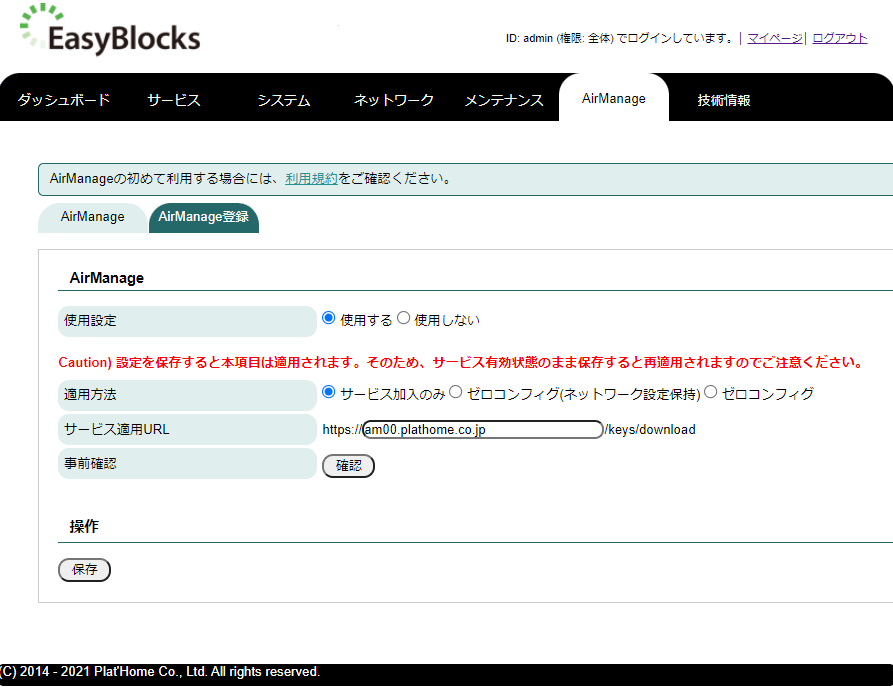 EasyBlocks
ID: admin (権限: 全体) でログインしています。| マイページ| ログアウト
ダッシュボード サービス システム ネットワーク メンテナンス AirManage 技術情報
AirManageの初めて利用する場合には、利用規約をご確認ください。
AirManage AirManage登録
AirManage
使用設定 使用する 使用しない
Caution) 設定を保存すると本項目は適用されます。そのため、サービス有効状態のまま保存すると再適用されますのでご注意ください。
適用方法 サービス加入のみ ゼロコンフィグ(ネットワーク設定保持) ゼロコンフィグ
サービス適用URL https://am00.plathome.co.jp/keys/download
事前確認 確認
操作
保存
(C) 2014 - 2021 Plat'Home Co., Ltd. All rights reserved.